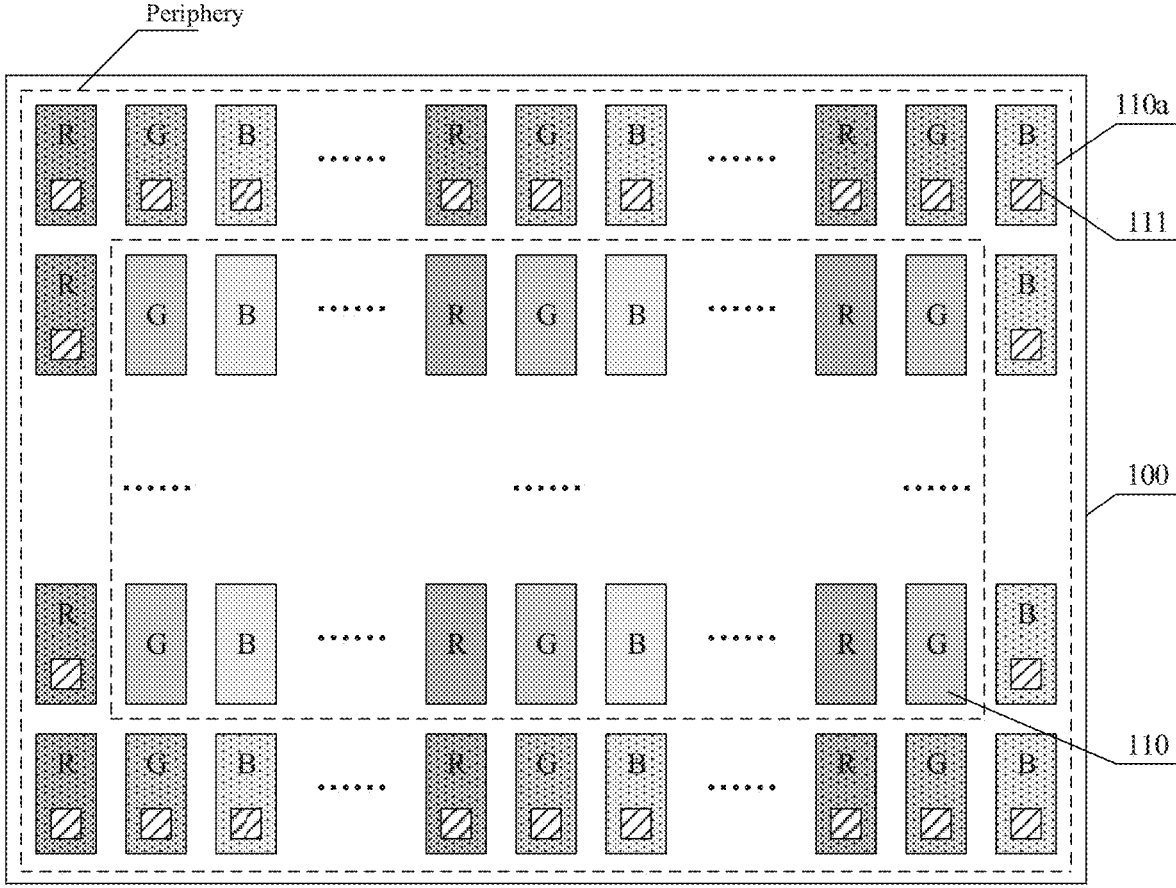 Periphery
R G B ...... R G B ...... R G B
110a
111
R G B ...... R G B ...... R G B
...... ...... ......
100
R G B ...... R G B ...... R G B
110
R G B ...... R G B ...... R G B